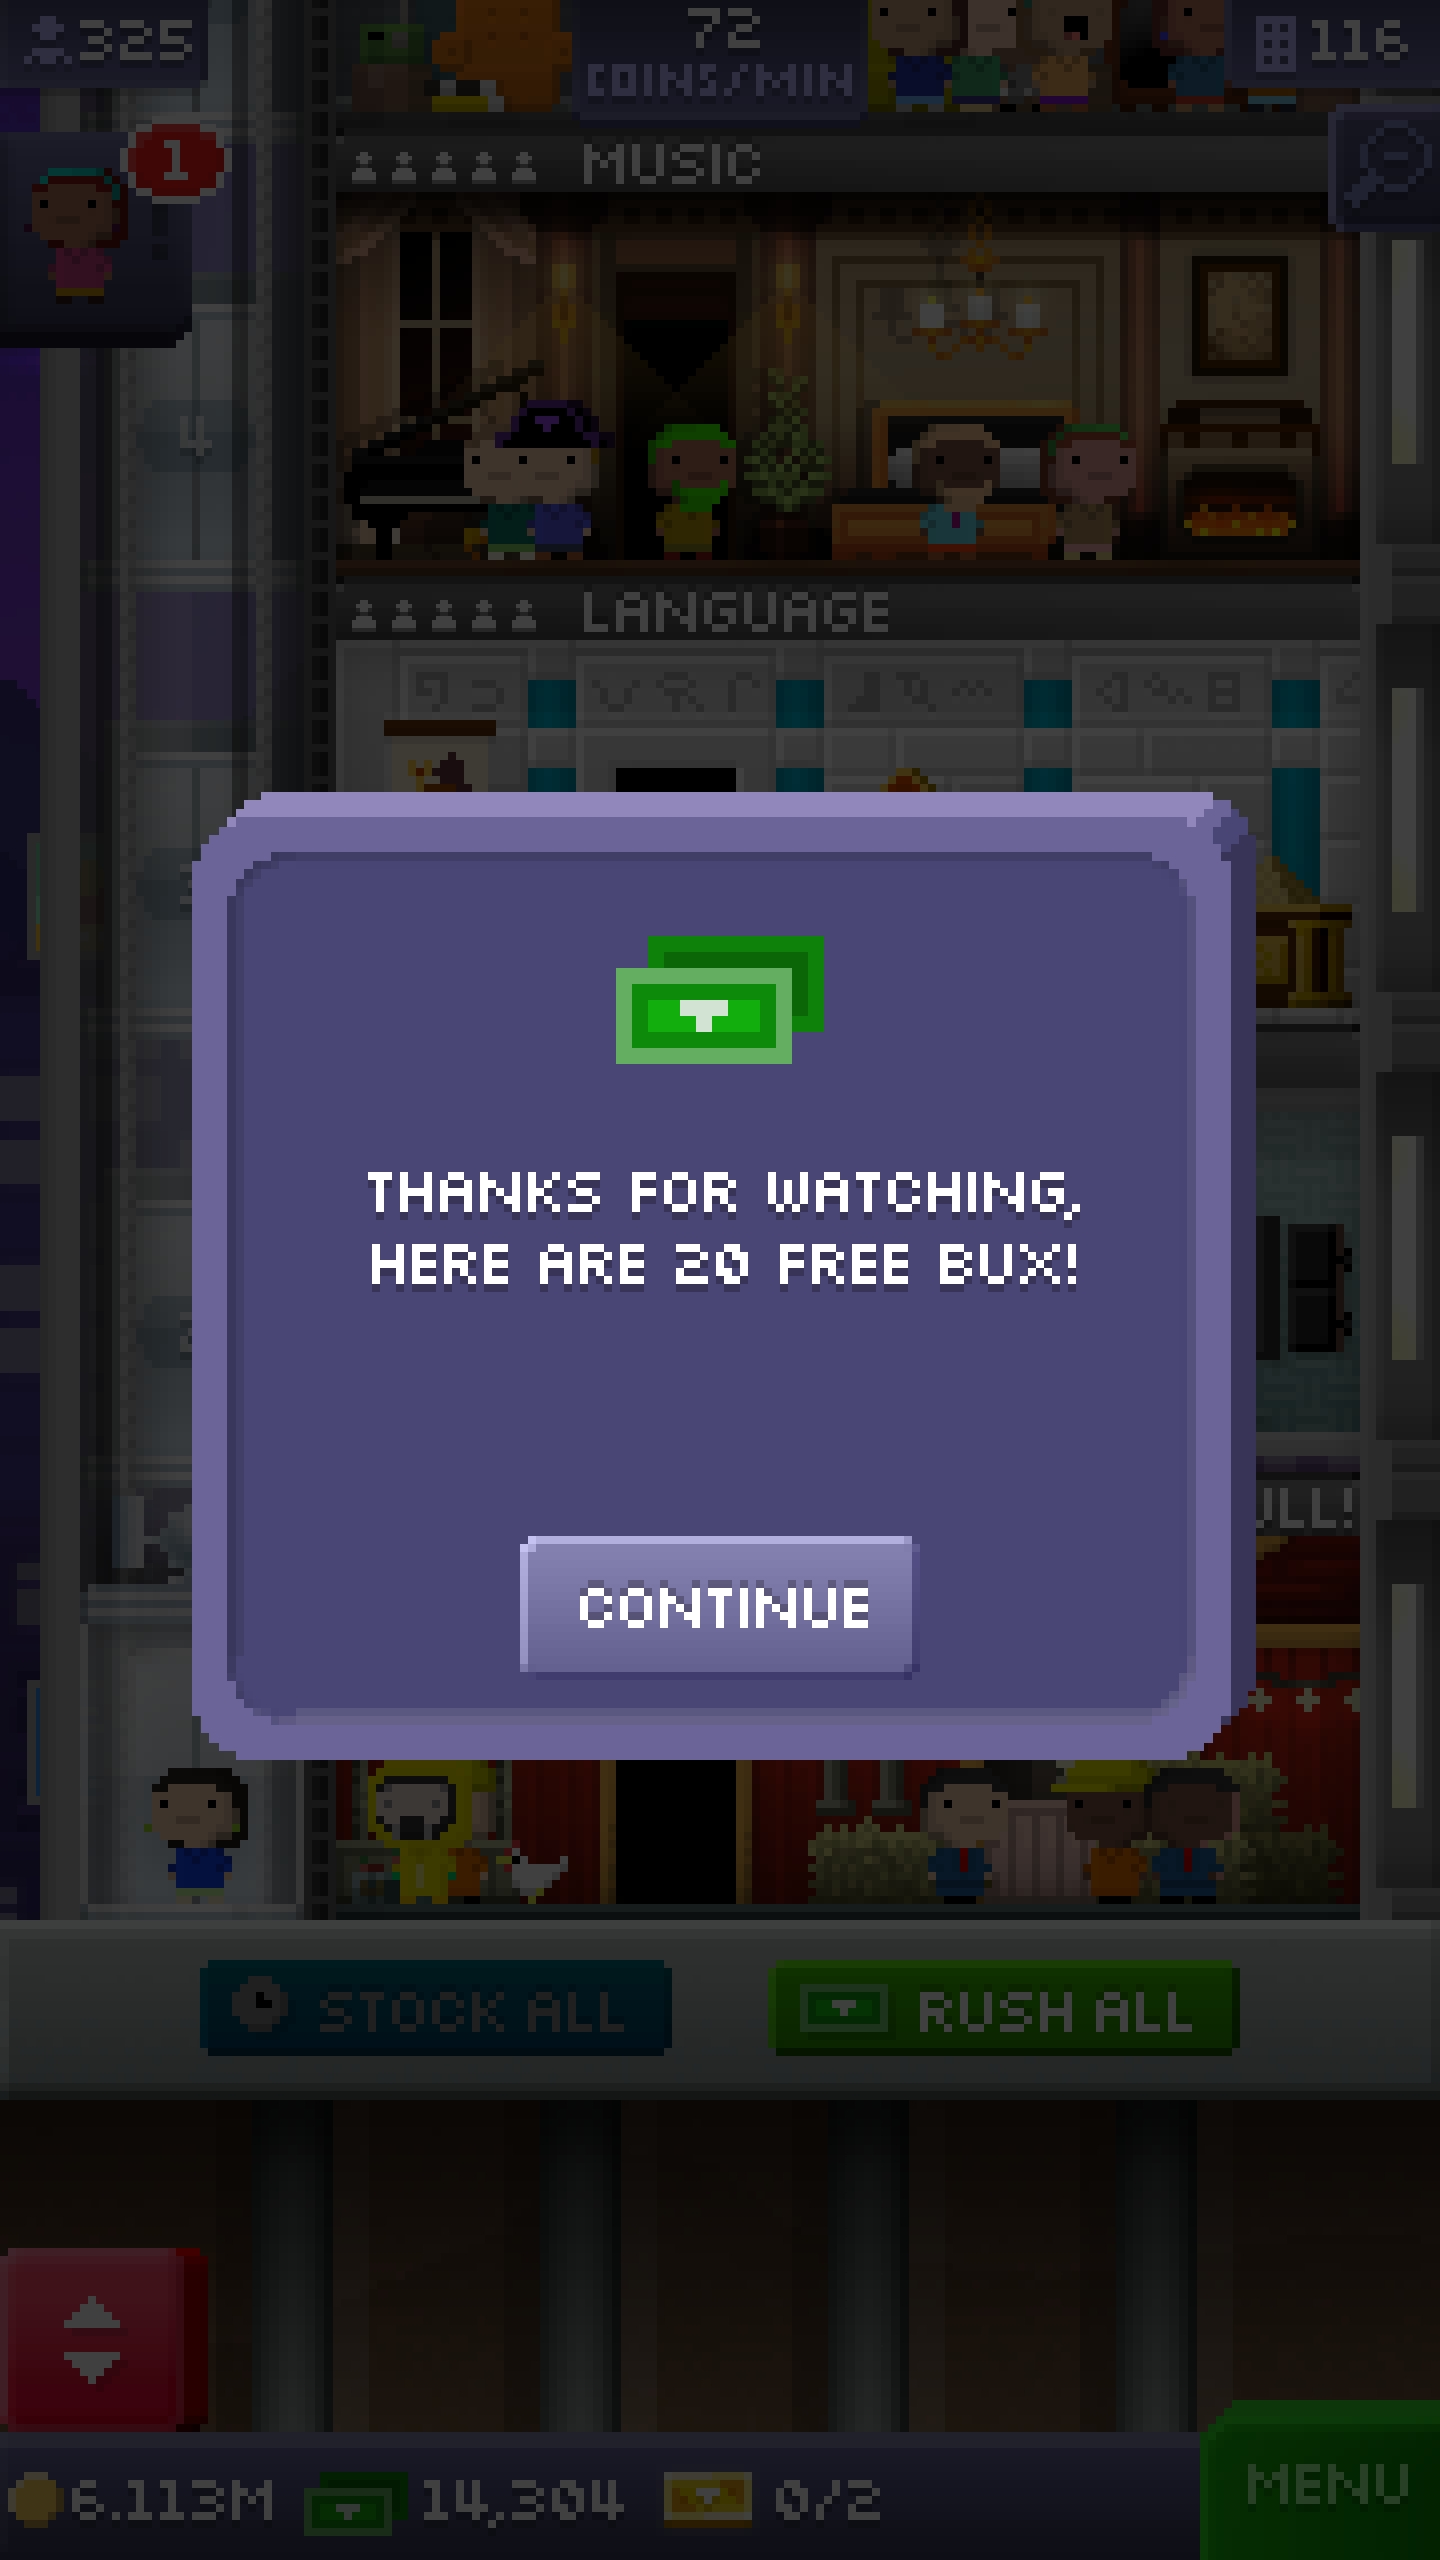 325
72
COINS/MIN
116
1
MUSIC
4
LANGUAGE
THANKS FOR WATCHING,
HERE ARE 20 FREE BUX!
CONTINUE
STOCK ALL
RUSH ALL
6.113M
14,304
0/2
MENU